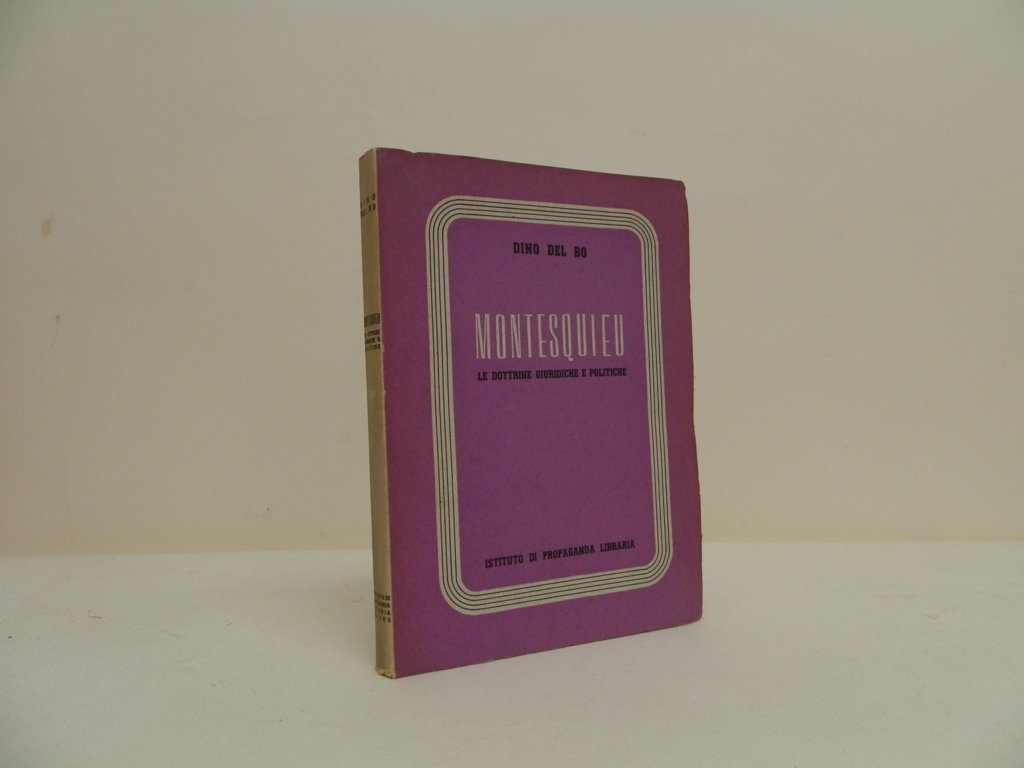 DINO DEL BO
MONTESQUIEU
LE DOTTRINE GIURIDICHE E POLITICHE
ISTITUTO DI PROPAGANDA LIBRARIA